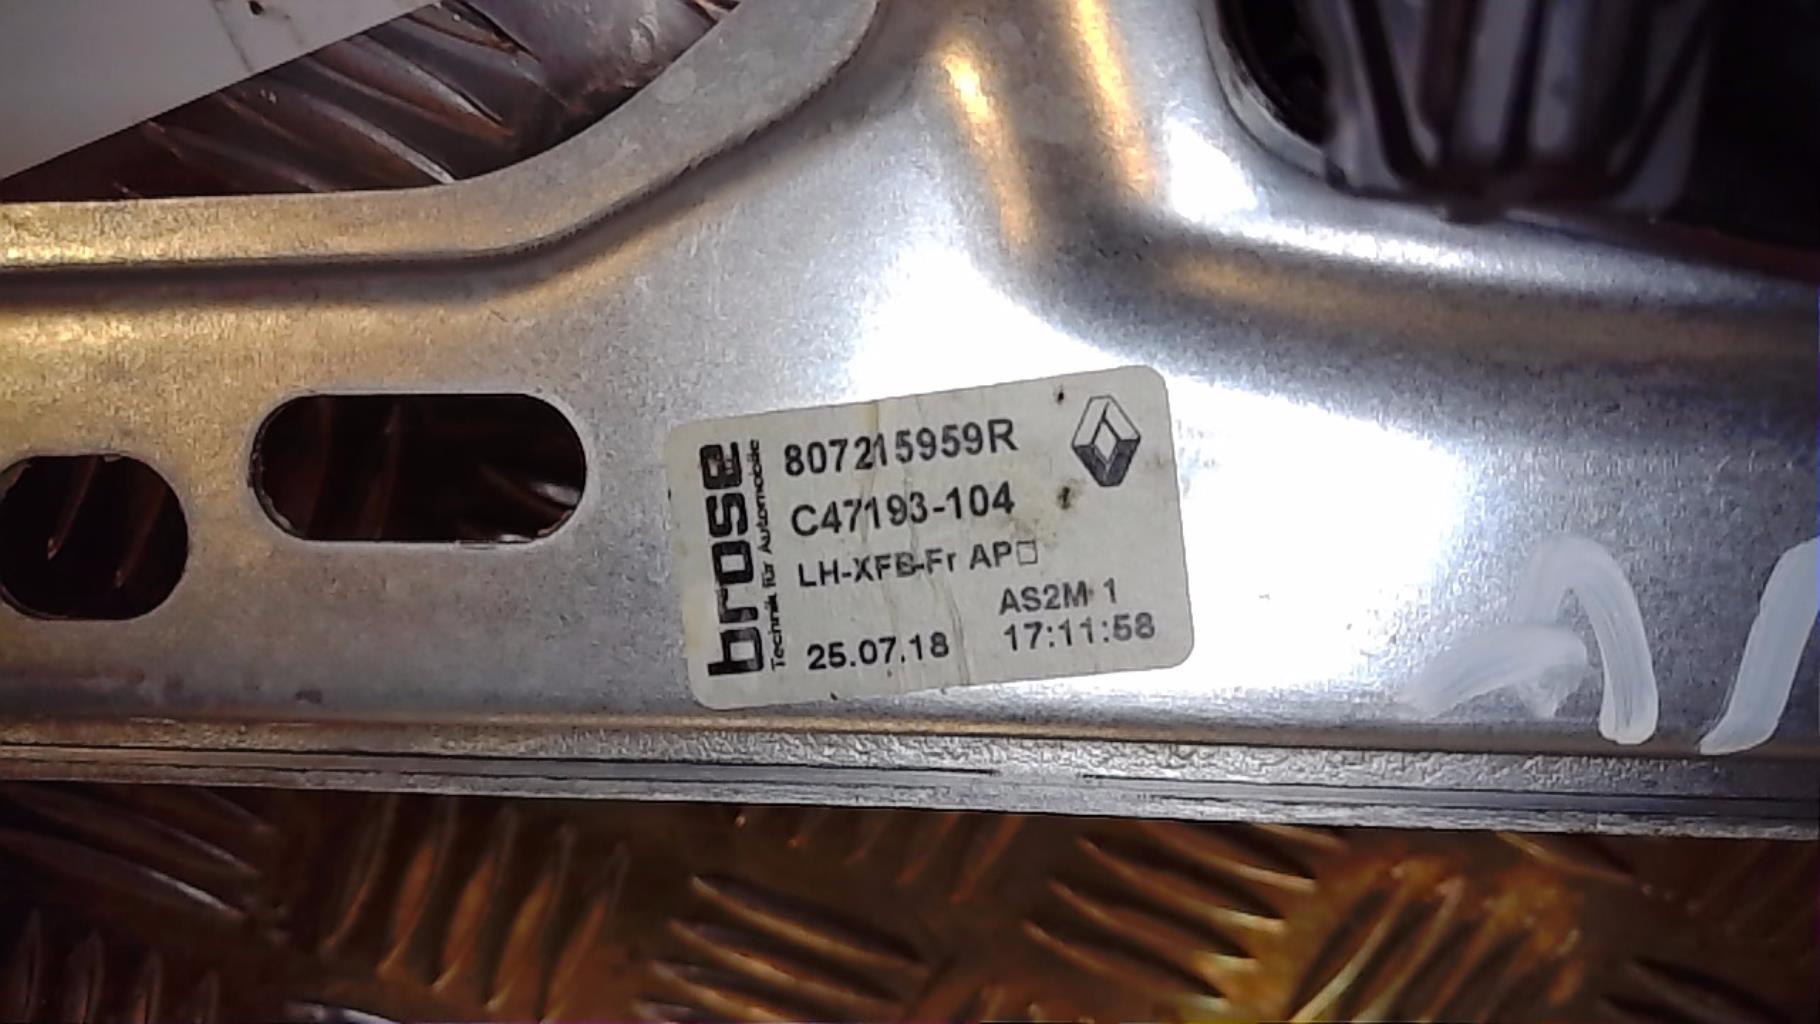 brose
Technik für Automobile
807215959R
C47193-104
LH-XFB-Fr AP□
AS2M 1
25.07.18 17:11:58